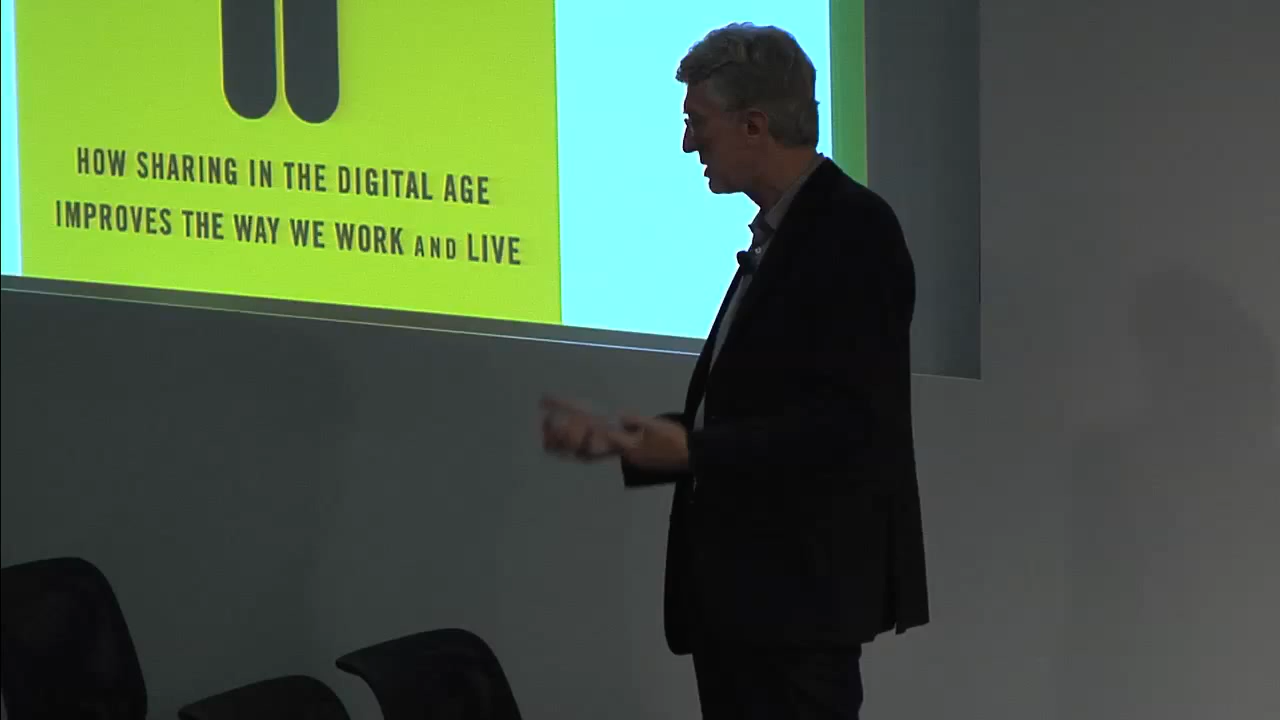 HOW SHARING IN THE DIGITAL AGE
IMPROVES THE WAY WE WORK AND LIVE